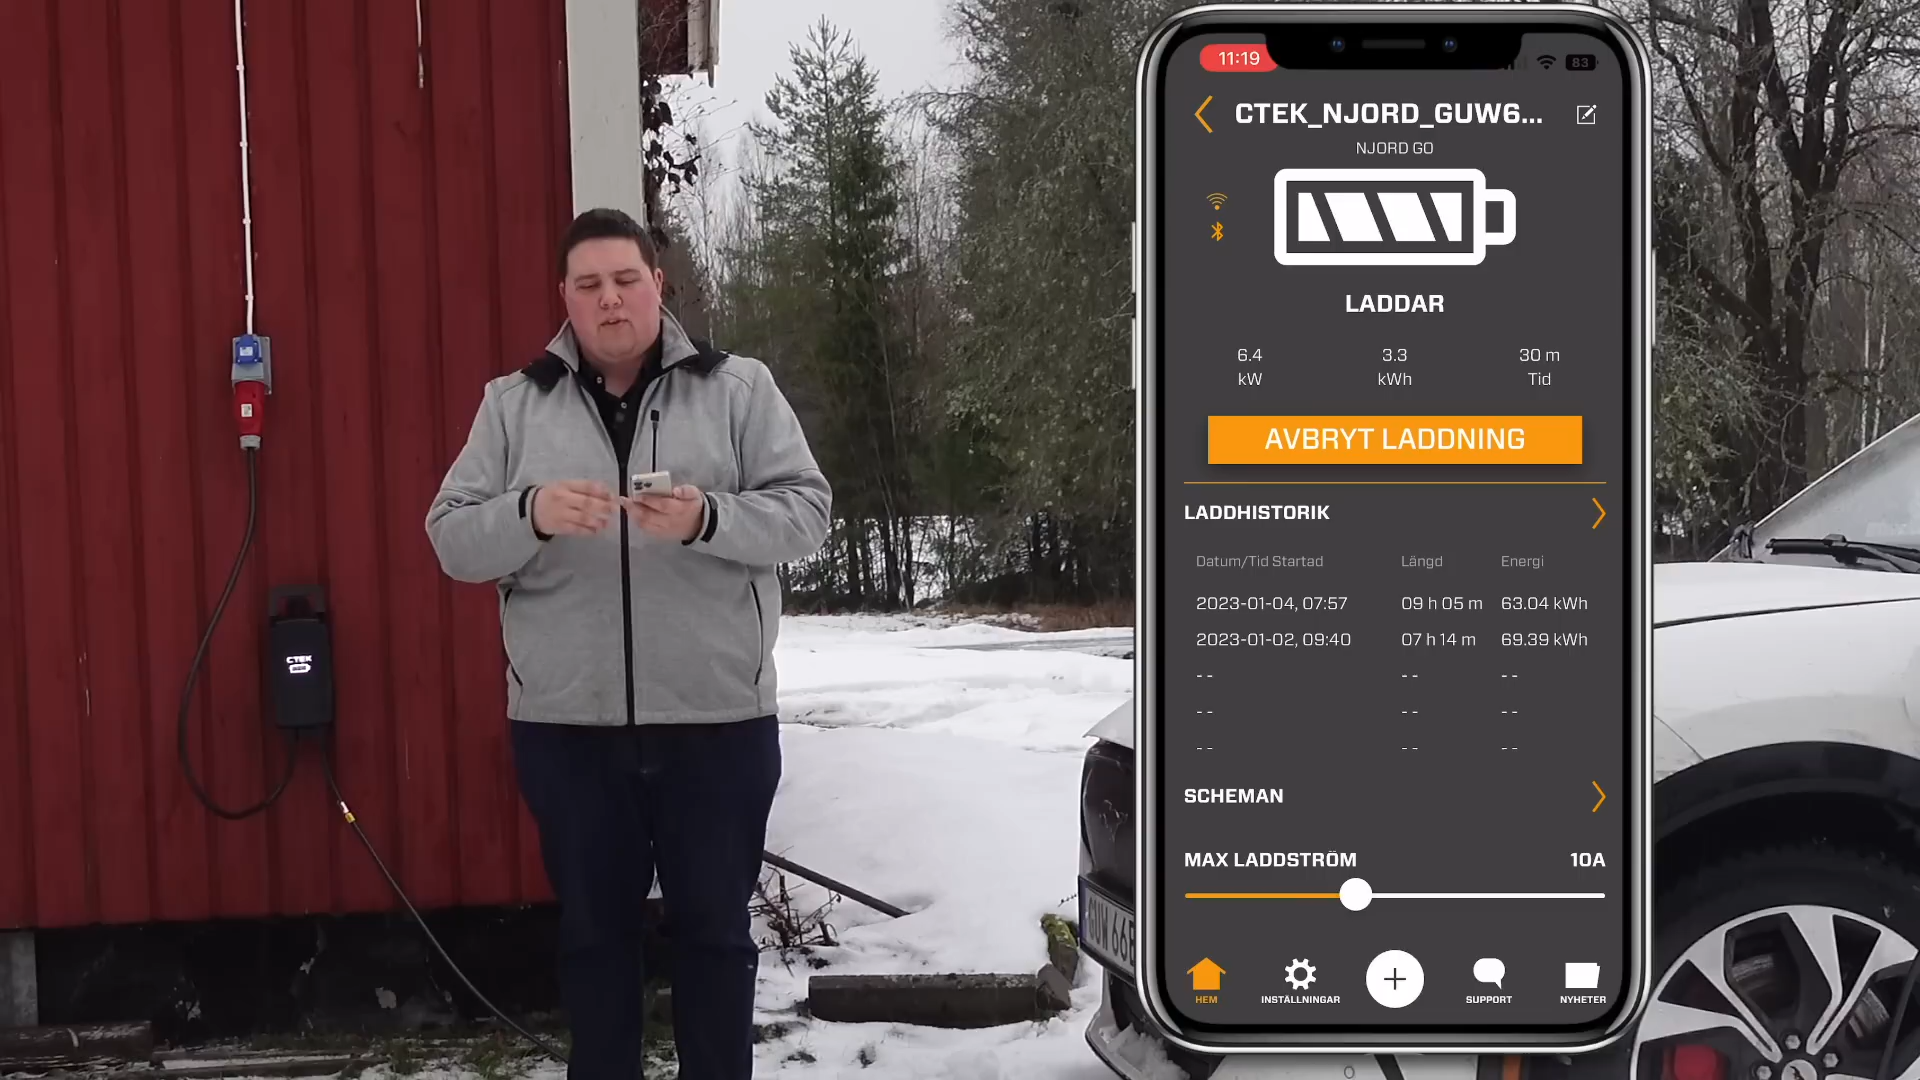 11:19
83
CTEK_NJORD_GUW6...
NJORD GO
LADDAR
6.4 3.3 30 m
kW kWh Tid
AVBRYT LADDNING
LADDHISTORIK
Datum/Tid Startad Längd Energi
2023-01-04, 07:57 09 h 05 m 63.04 kWh
2023-01-02, 09:40 07 h 14 m 69.39 kWh
-- -- --
-- -- --
-- -- --
SCHEMAN
MAX LADDSTRÖM 10A
HEM INSTÄLLNINGAR SUPPORT NYHETER
CTEK
GUW 66